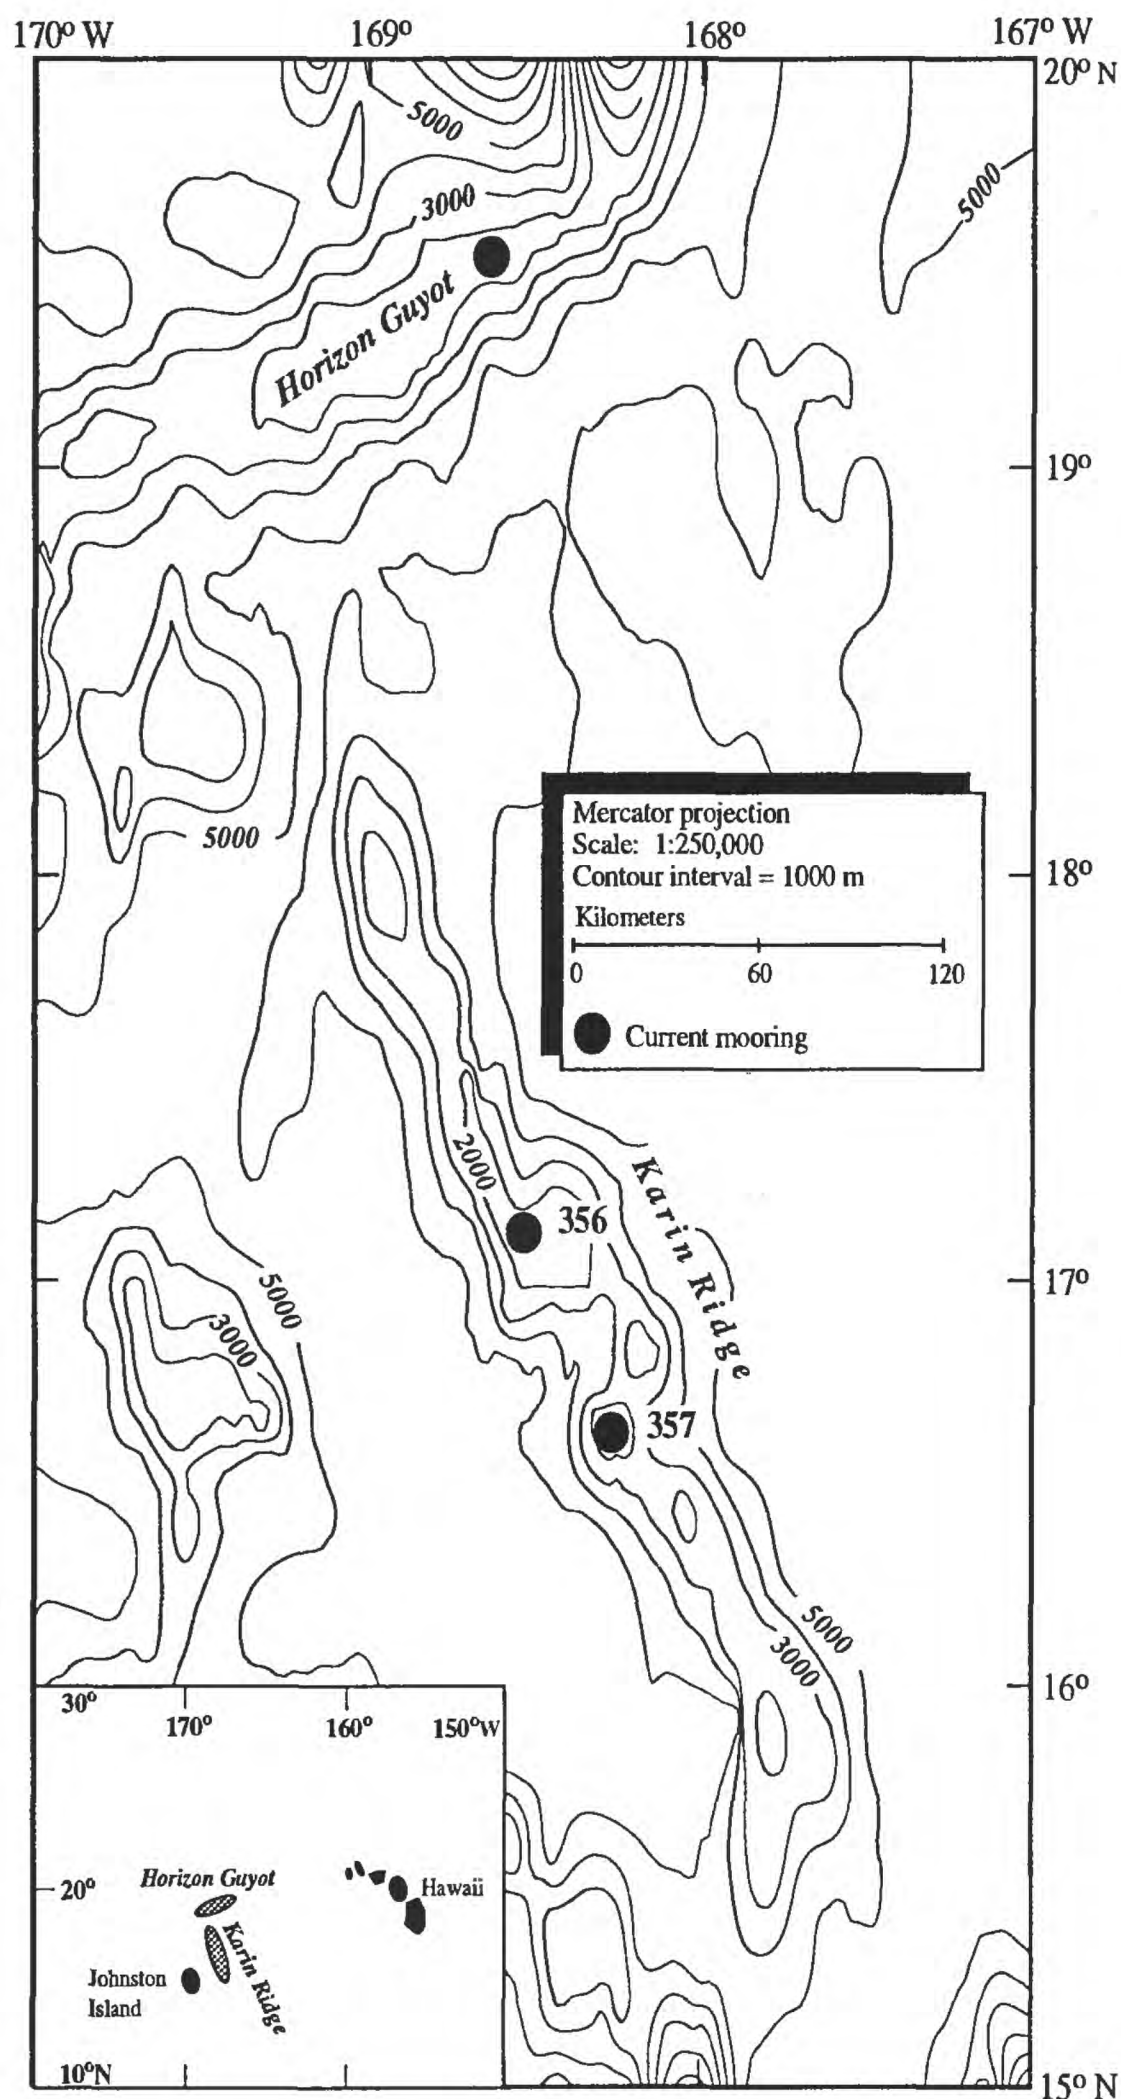 170° W 169° 168° 167° W
20° N
5000
3000
5000
Horizon Guyot
19°
5000
Mercator projection
Scale: 1:250,000
Contour interval = 1000 m
Kilometers
0 60 120
Current mooring
18°
2000
356
Karin Ridge
17°
5000
3000
357
5000
3000
16°
30°
170° 160° 150°W
Horizon Guyot
20°
Hawaii
Karin Ridge
Johnston
Island
10°N
15° N